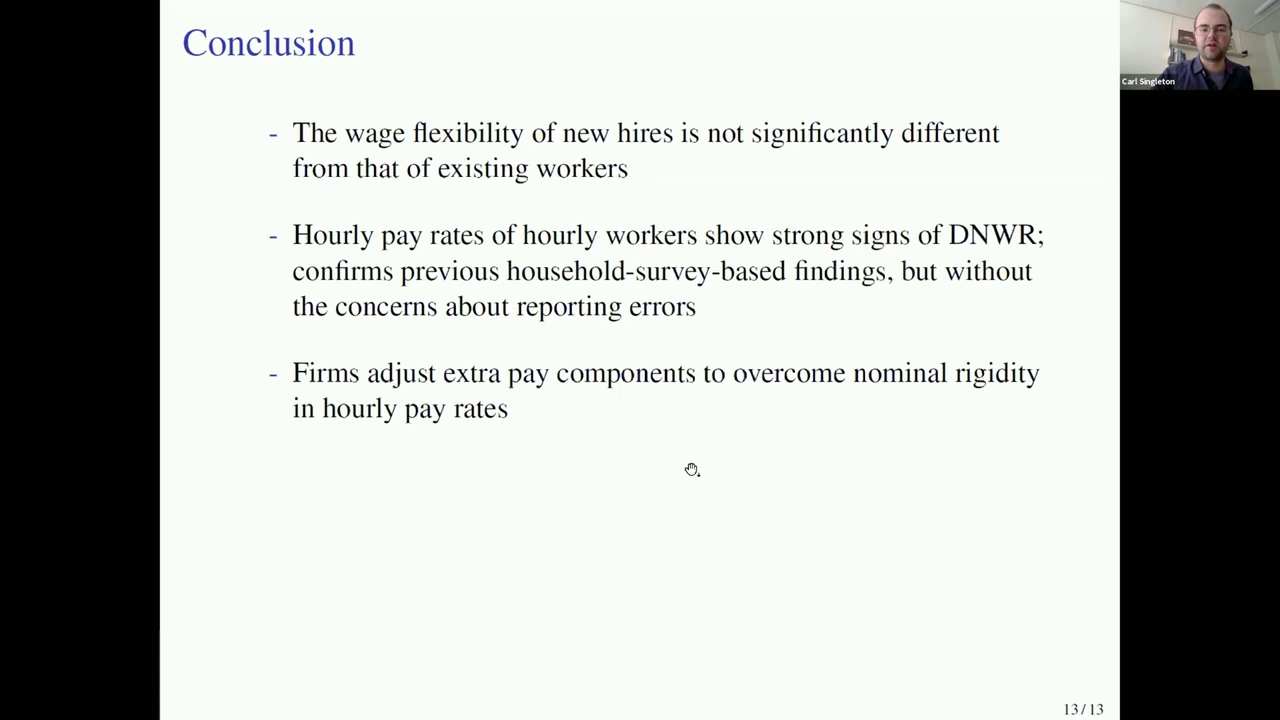 Conclusion
Carl Singleton
- The wage flexibility of new hires is not significantly different
from that of existing workers
- Hourly pay rates of hourly workers show strong signs of DNWR;
confirms previous household-survey-based findings, but without
the concerns about reporting errors
- Firms adjust extra pay components to overcome nominal rigidity
in hourly pay rates
13 / 13